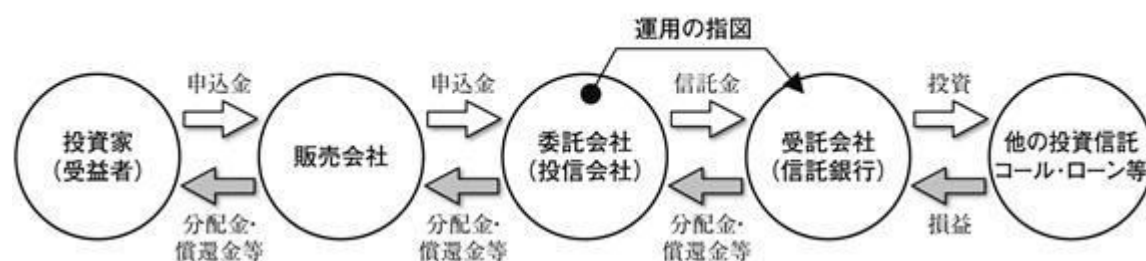 運用の指図
申込金
申込金
信託金
投資
投資家
(受益者)
販売会社
委託会社
(投信会社)
受託会社
(信託銀行)
他の投資信託
コール・ローン等
分配金・
償還金等
分配金・
償還金等
分配金・
償還金等
損益